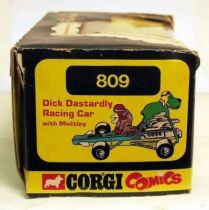 809
Dick Dastardly
Racing Car
with Muttley
CORGI COMICS